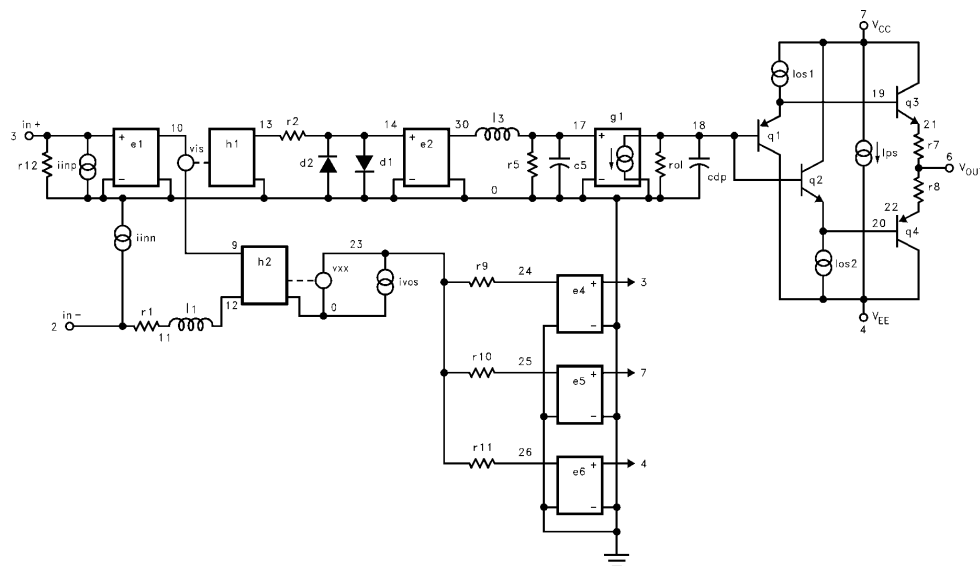 7
VCC
Ios1
19
q3
in+
3
10
13
r2
14
30
l3
17
g1
18
q1
21
r7
6
VOUT
e1
vis
h1
d2
d1
e2
r5
c5
rol
cdp
q2
Ips
r8
r12
iinp
0
22
20
q4
iinn
9
h2
23
vxx
ivos
r9
24
e4
3
Ios2
12
0
in-
2
r1
l1
11
4
VEE
r10
25
e5
7
r11
26
e6
4